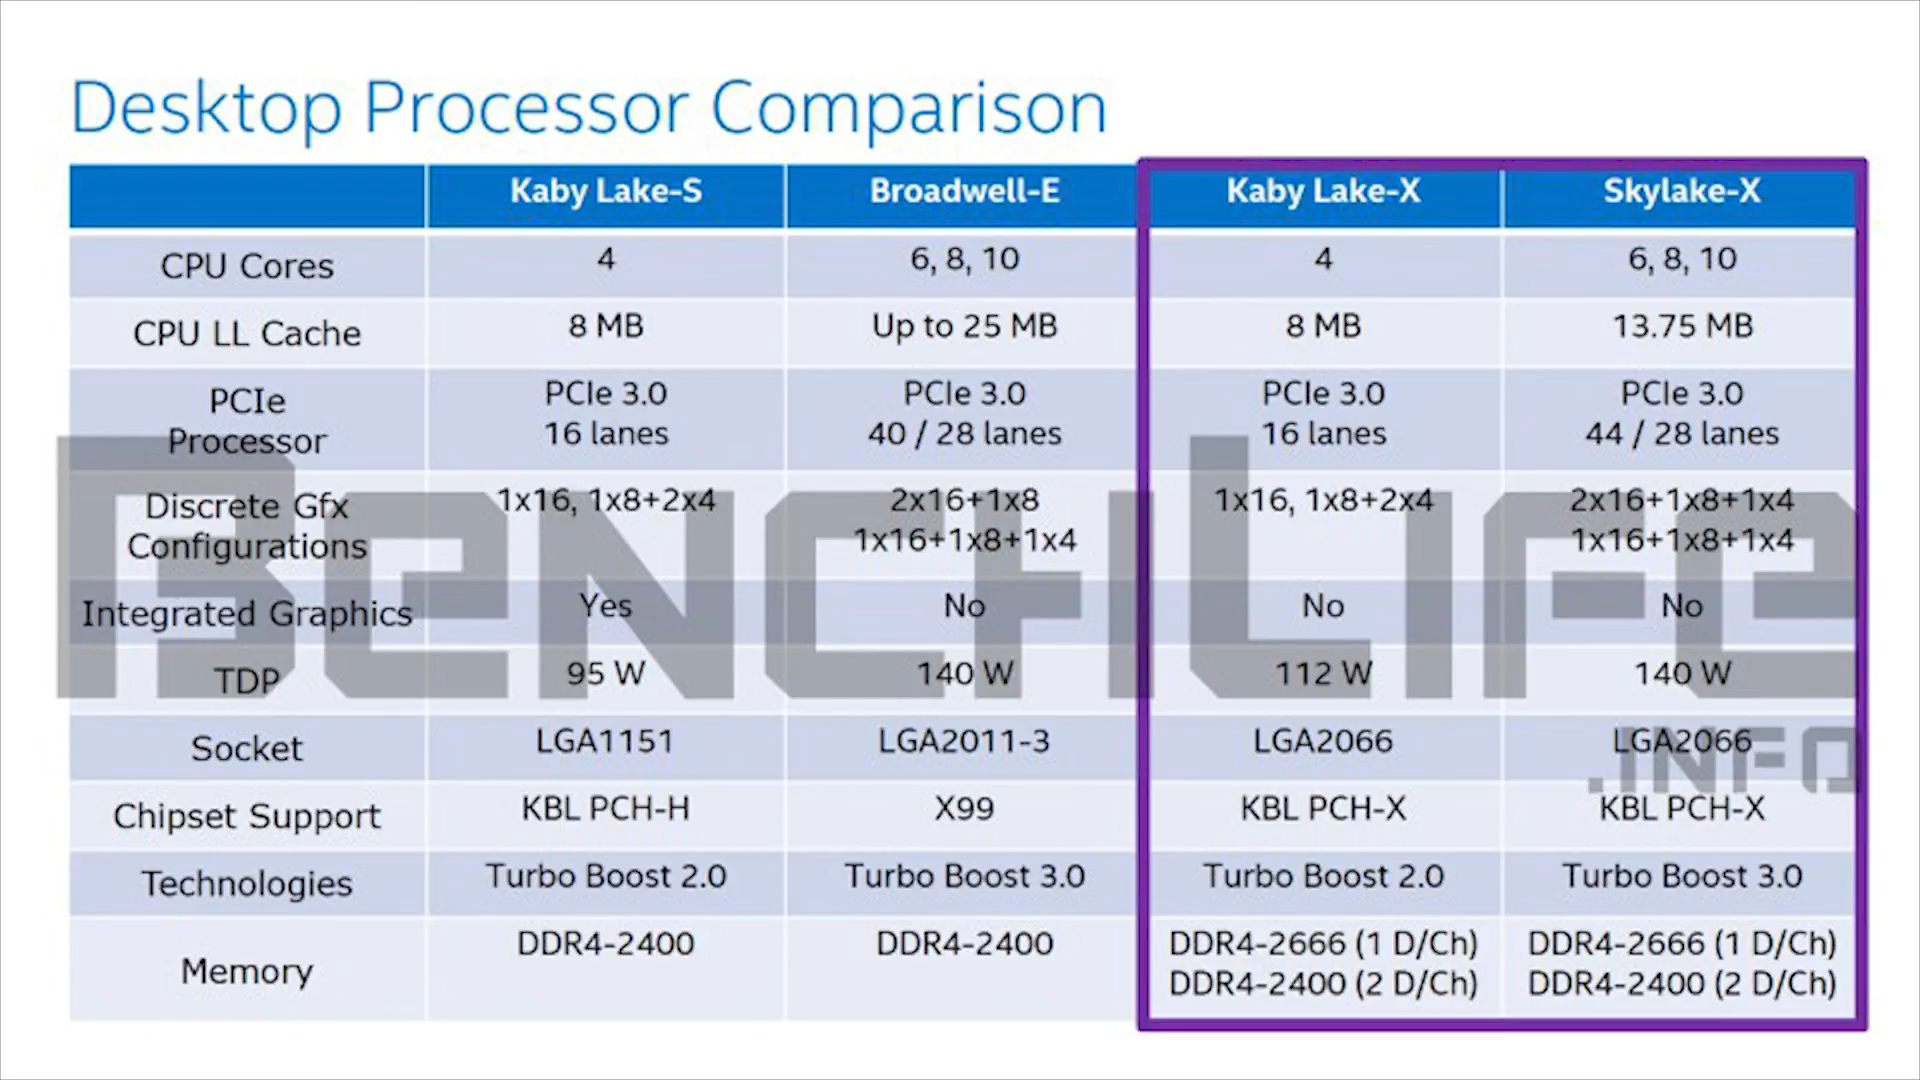 Desktop Processor Comparison
Kaby Lake-S Broadwell-E Kaby Lake-X Skylake-X
CPU Cores 4 6, 8, 10 4 6, 8, 10
CPU LL Cache 8 MB Up to 25 MB 8 MB 13.75 MB
PCIe PCIe 3.0 PCIe 3.0 PCIe 3.0 PCIe 3.0
Processor 16 lanes 40 / 28 lanes 16 lanes 44 / 28 lanes
Discrete Gfx 1x16, 1x8+2x4 2x16+1x8 1x16, 1x8+2x4 2x16+1x8+1x4
Configurations 1x16+1x8+1x4 1x16+1x8+1x4
Integrated Graphics Yes No No No
TDP 95 W 140 W 112 W 140 W
Socket LGA1151 LGA2011-3 LGA2066 LGA2066
Chipset Support KBL PCH-H X99 KBL PCH-X KBL PCH-X
Technologies Turbo Boost 2.0 Turbo Boost 3.0 Turbo Boost 2.0 Turbo Boost 3.0
Memory DDR4-2400 DDR4-2400 DDR4-2666 (1 D/Ch) DDR4-2666 (1 D/Ch)
DDR4-2400 (2 D/Ch) DDR4-2400 (2 D/Ch)
BenchLife
.INFO